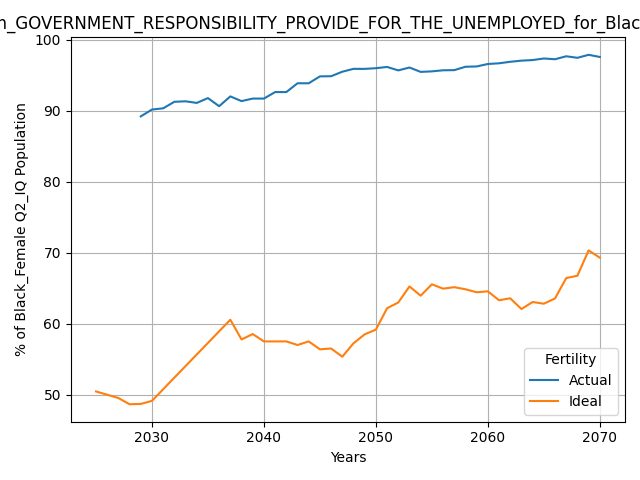 GOVERNMENT_RESPONSIBILITY_PROVIDE_FOR_THE_UNEMPLOYED_for_Blac
100
90
80
70
60
50
% of Black_Female Q2_IQ Population
Fertility
Actual
Ideal
2030 2040 2050 2060 2070
Years